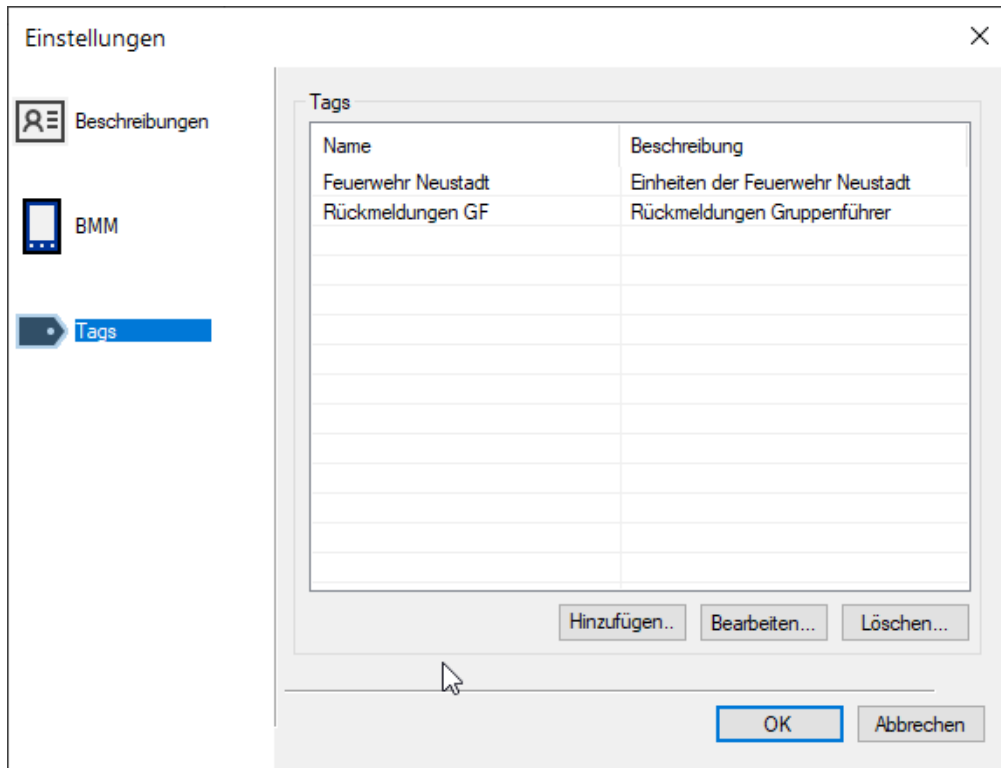 Einstellungen
Beschreibungen
BMM
Tags
Tags
Name Beschreibung
Feuerwehr Neustadt Einheiten der Feuerwehr Neustadt
Rückmeldungen GF Rückmeldungen Gruppenführer
Hinzufügen.. Bearbeiten... Löschen...
OK Abbrechen